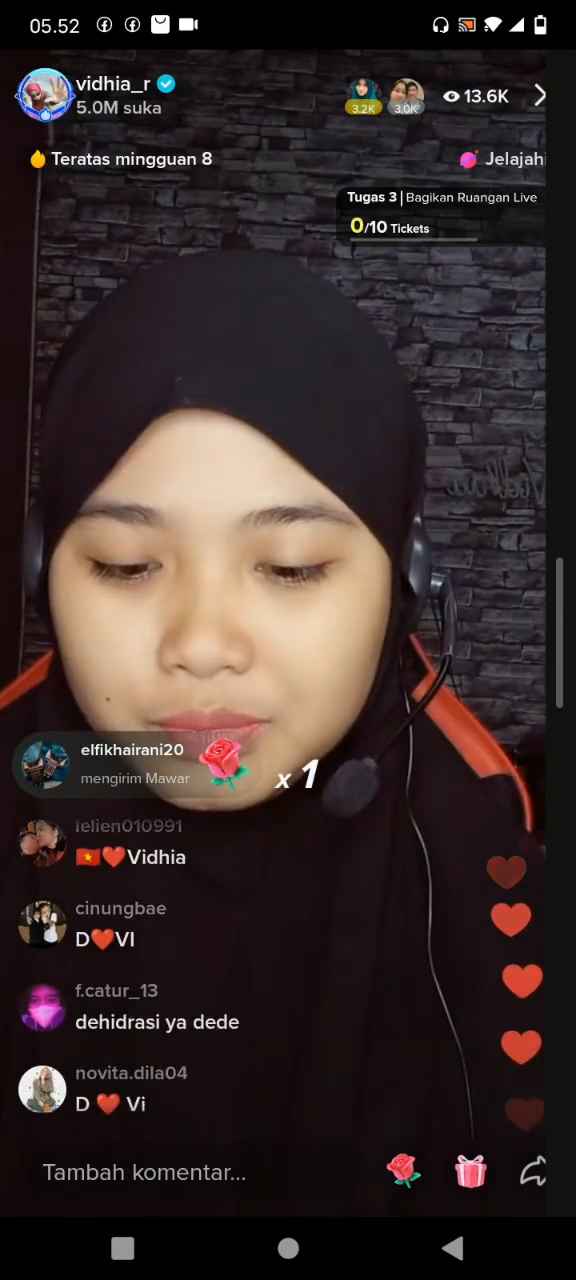 05.52
vidhia_r
5.0M suka
3.2K
3.0K
13.6K
Teratas mingguan 8
Jelajahi
Tugas 3 | Bagikan Ruangan Live
0/10 Tickets
elfikhairani20
mengirim Mawar
x 1
lelien010991
🇻🇳❤️Vidhia
cinungbae
D❤️VI
f.catur_13
dehidrasi ya dede
novita.dila04
D ❤️ Vi
Tambah komentar...